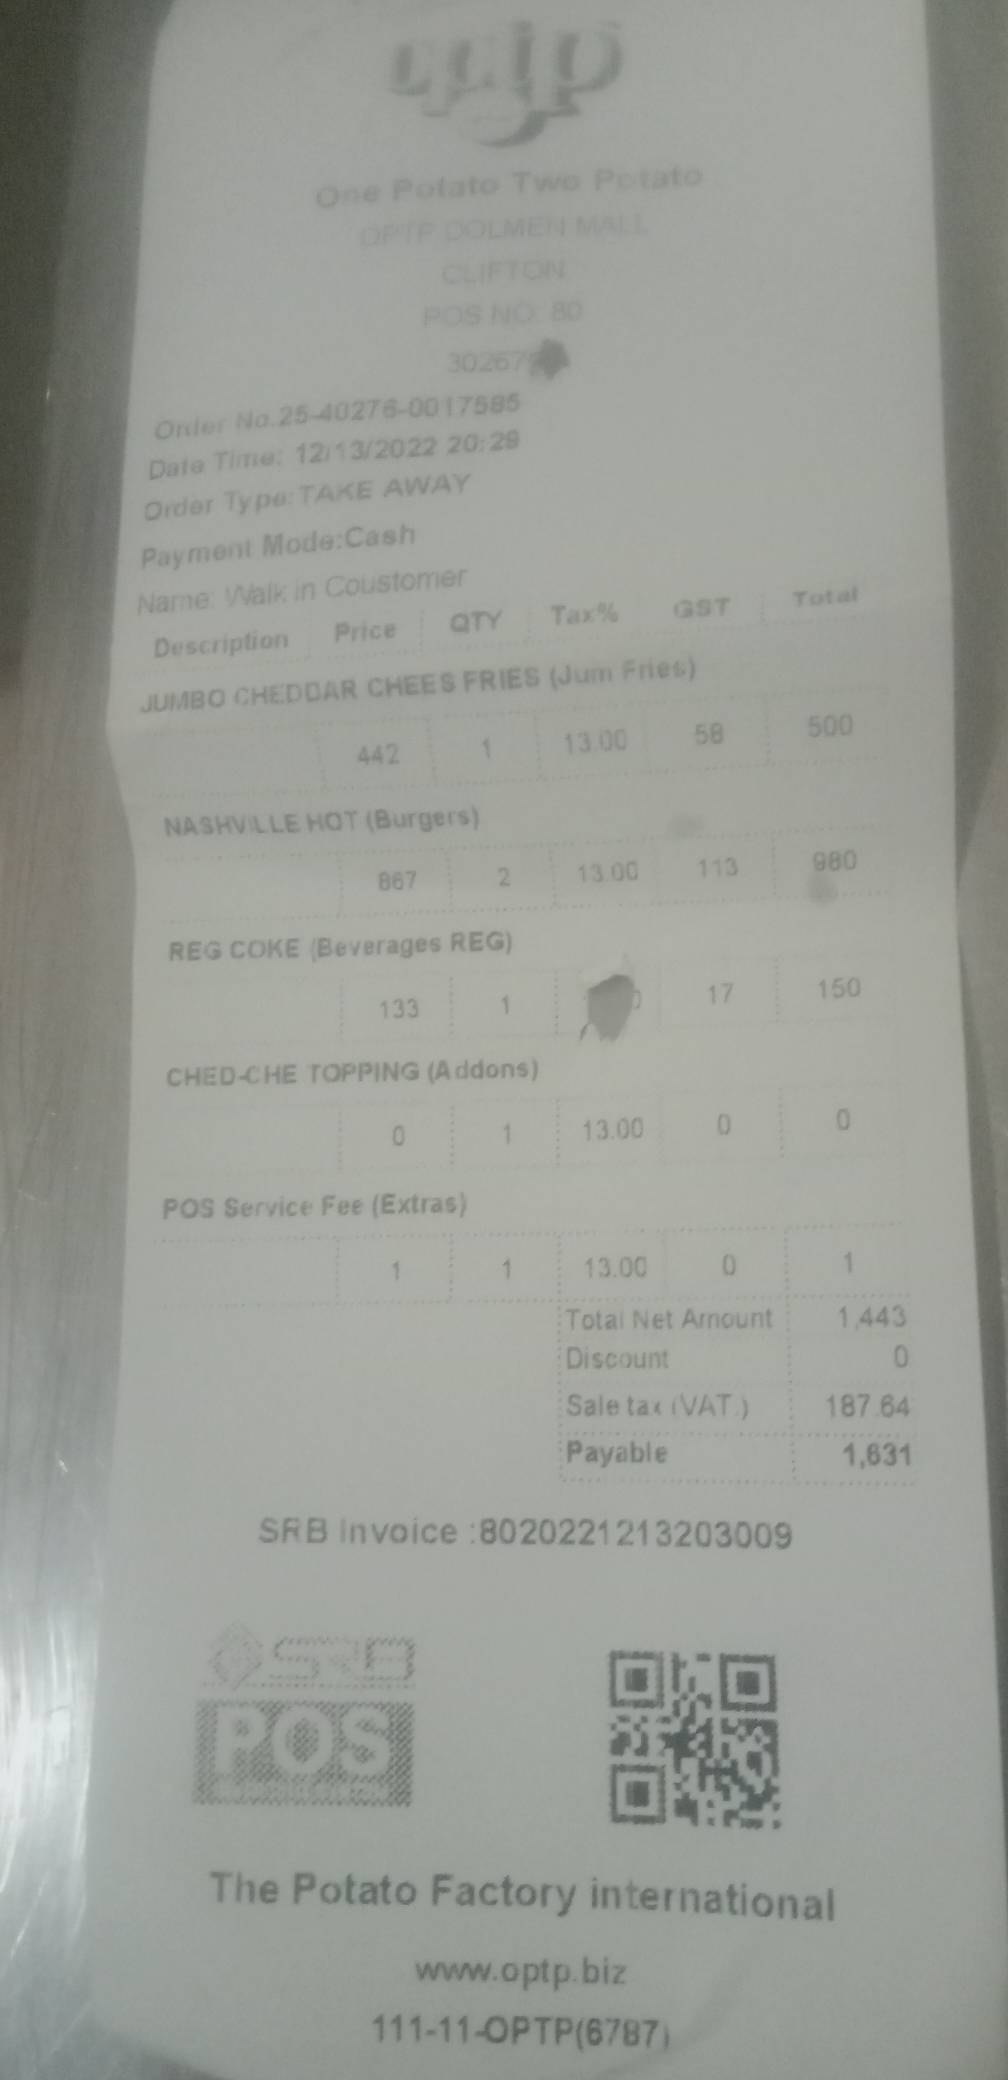 optp
One Potato Two Potato
OPTP DOLMEN MALL
CLIFTON
POS NO: 80
Order No.25-40276-0017585
Date Time: 12/13/2022 20:29
Order Type:TAKE AWAY
Payment Mode:Cash
Name: Walk in Coustomer
Description Price QTY Tax% GST Total
JUMBO CHEDDAR CHEES FRIES (Jum Fries)
442 1 13.00 58 500
NASHVILLE HOT (Burgers)
867 2 13.00 113 980
REG COKE (Beverages REG)
133 1 17 150
CHED-CHE TOPPING (Addons)
0 1 13.00 0 0
POS Service Fee (Extras)
1 1 13.00 0 1
Total Net Amount 1,443
Discount 0
Sale tax (VAT.) 187.64
Payable 1,631
SRB Invoice :8020221213203009
SRB
POS
The Potato Factory international
www.optp.biz
111-11-OPTP(6787)